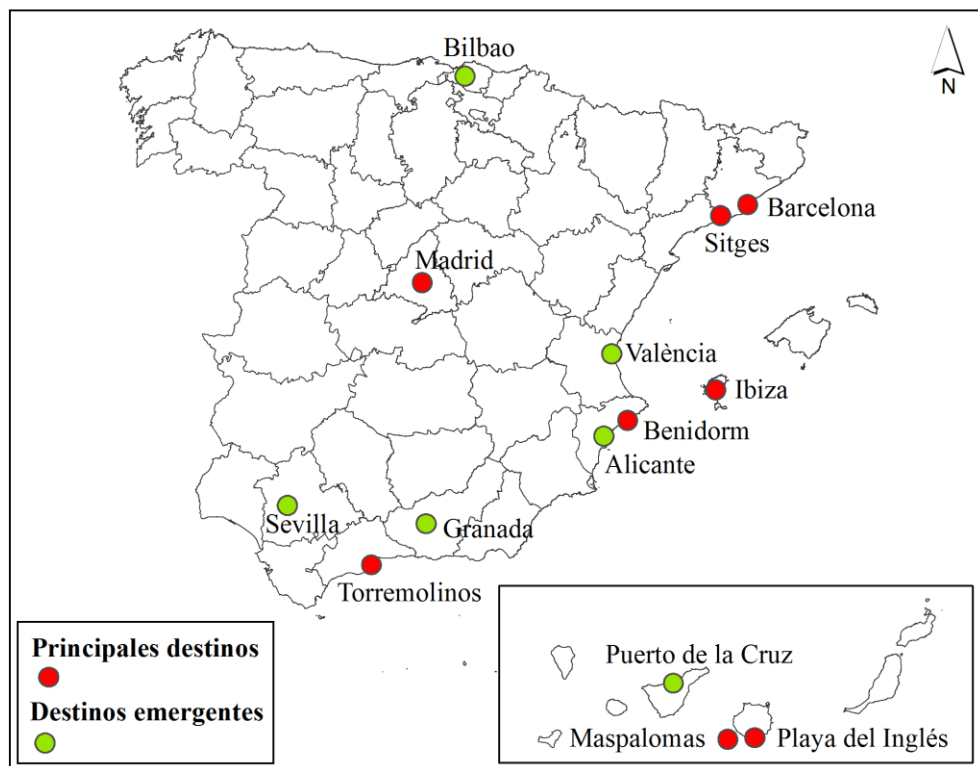 Bilbao
N
Barcelona
Sitges
Madrid
València
Ibiza
Benidorm
Alicante
Sevilla
Granada
Torremolinos
Principales destinos
Destinos emergentes
Puerto de la Cruz
Maspalomas
Playa del Inglés